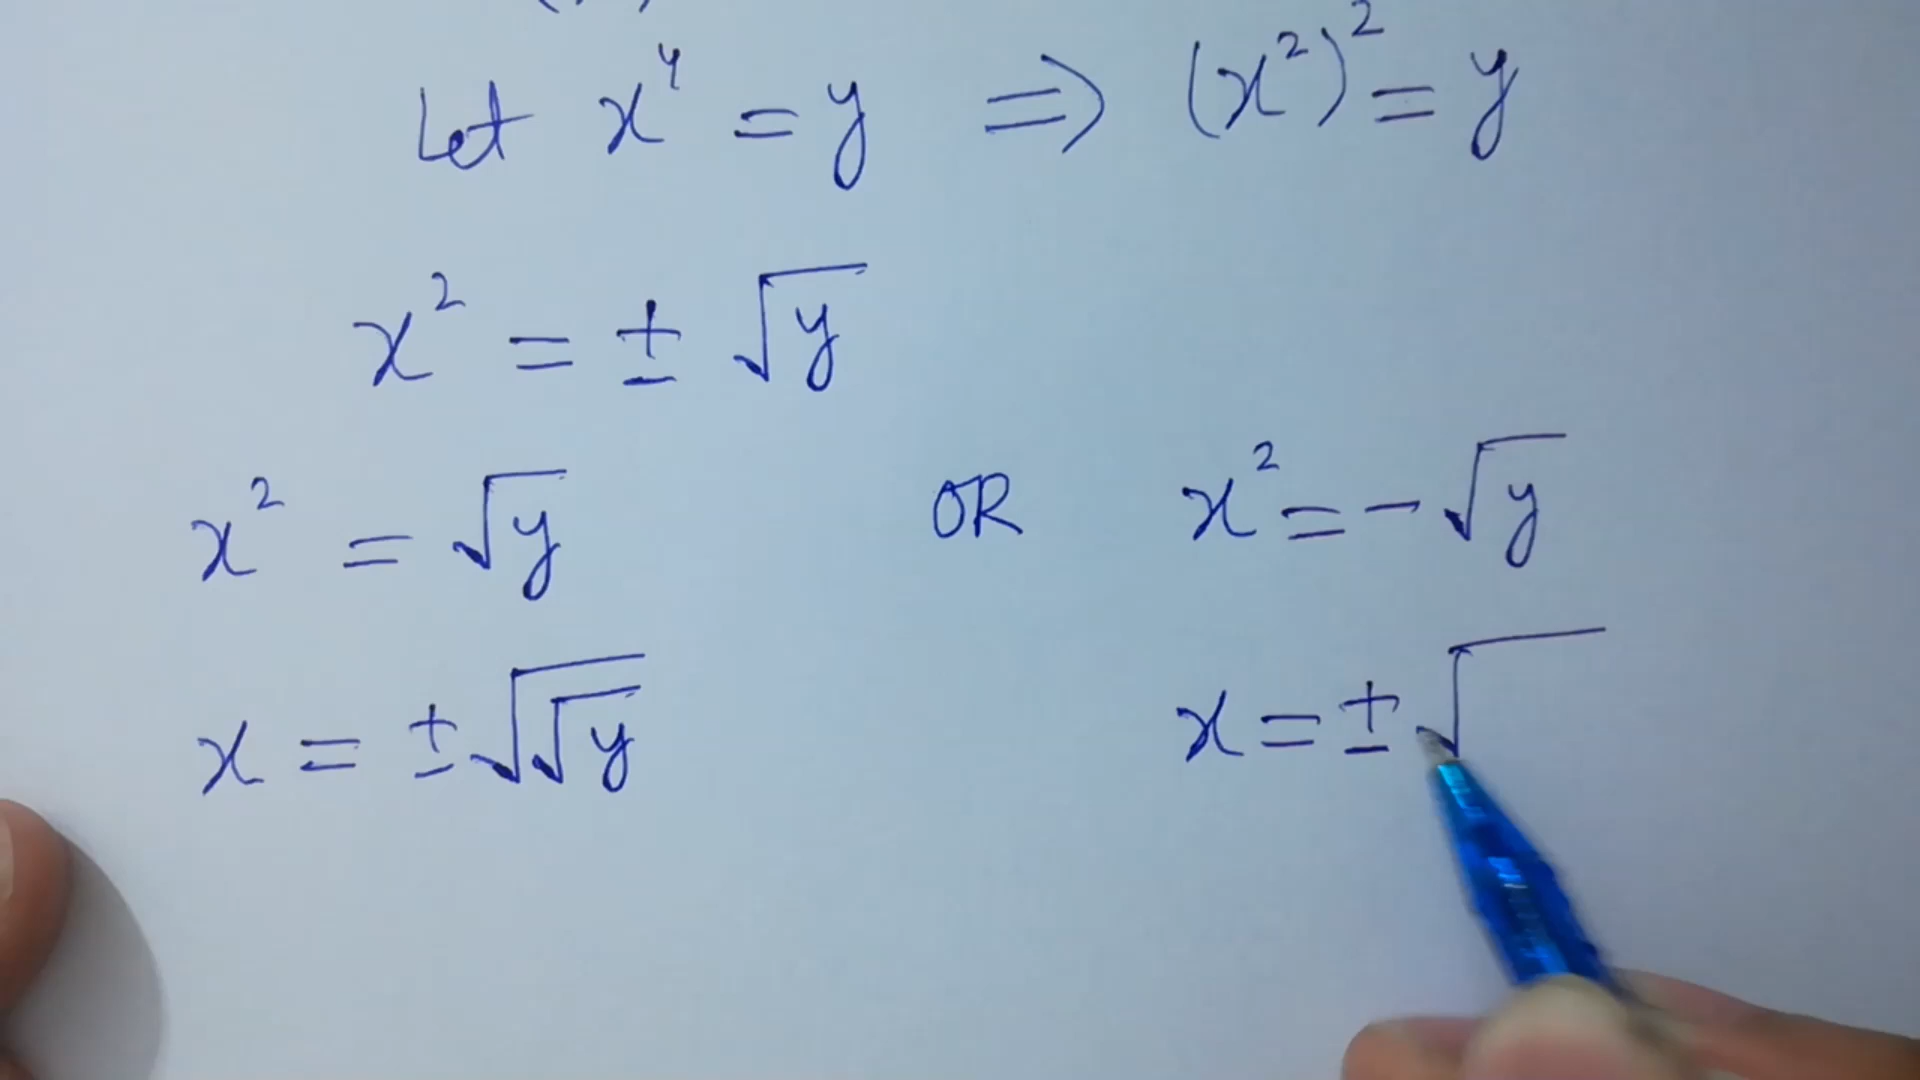 Let x⁴ = y ⇒ (x²)² = y
x² = ± √y
x² = √y OR x² = - √y
x = ± √√y x = ± √